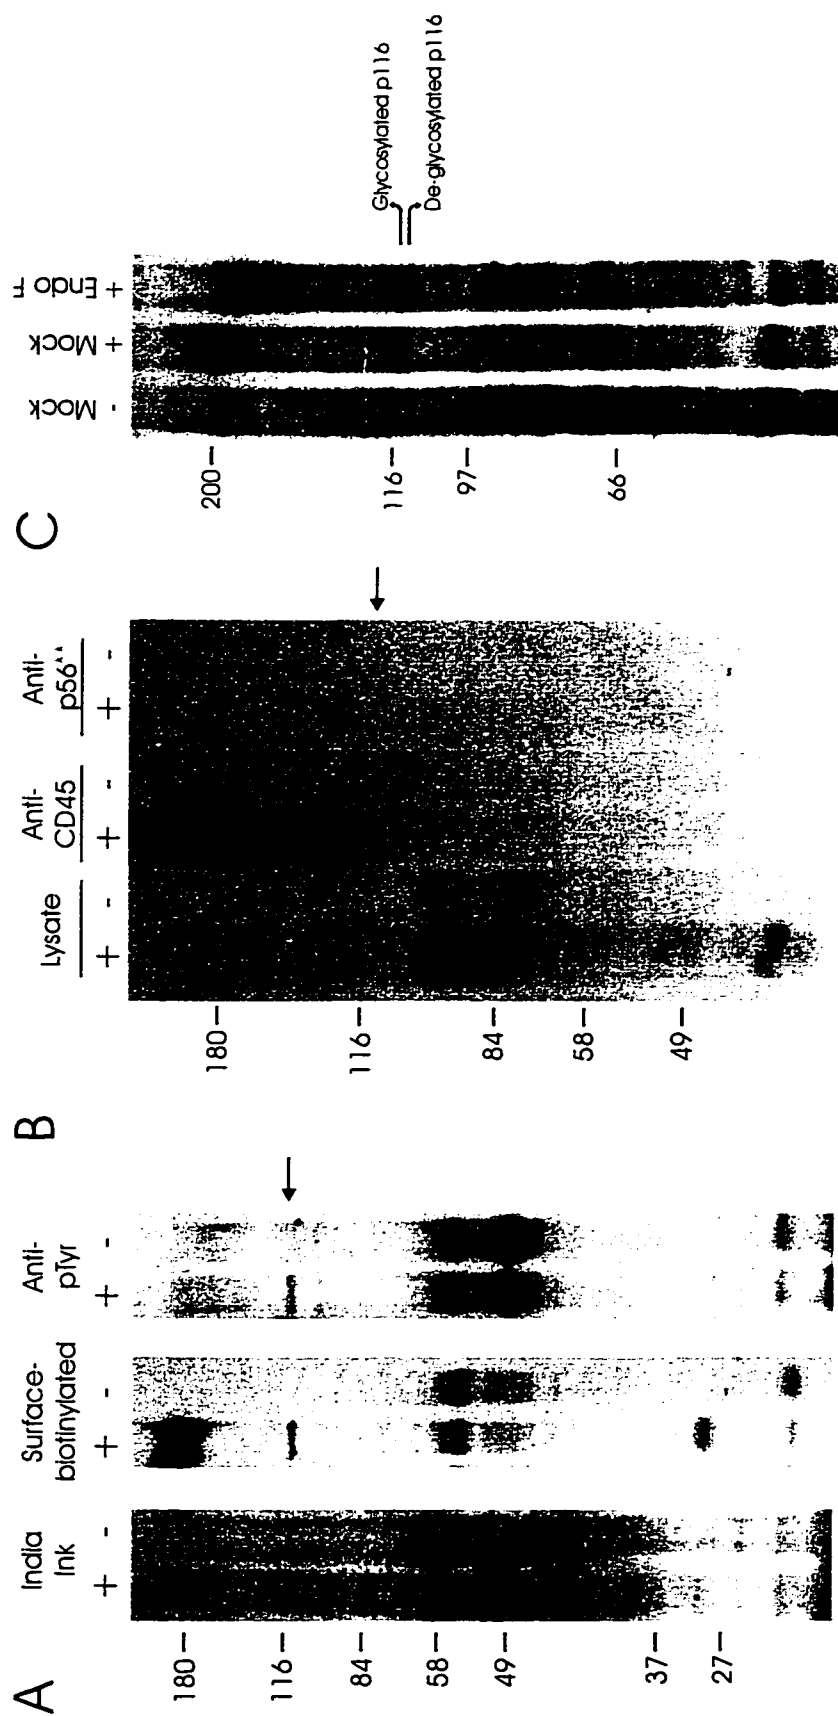 A
India
Ink
+ -
Surface-
biotinylated
+ -
Anti-
pTyr
+ -
180
116
84
58
49
37
27
B
Lysate
+ -
Anti-
CD45
+ -
Anti-
+ -
180
116
84
58
49
C
Mock
-
Mock
+
Endo F
+
200
116
97
66
Glycosylated p116
De-glycosylated p116